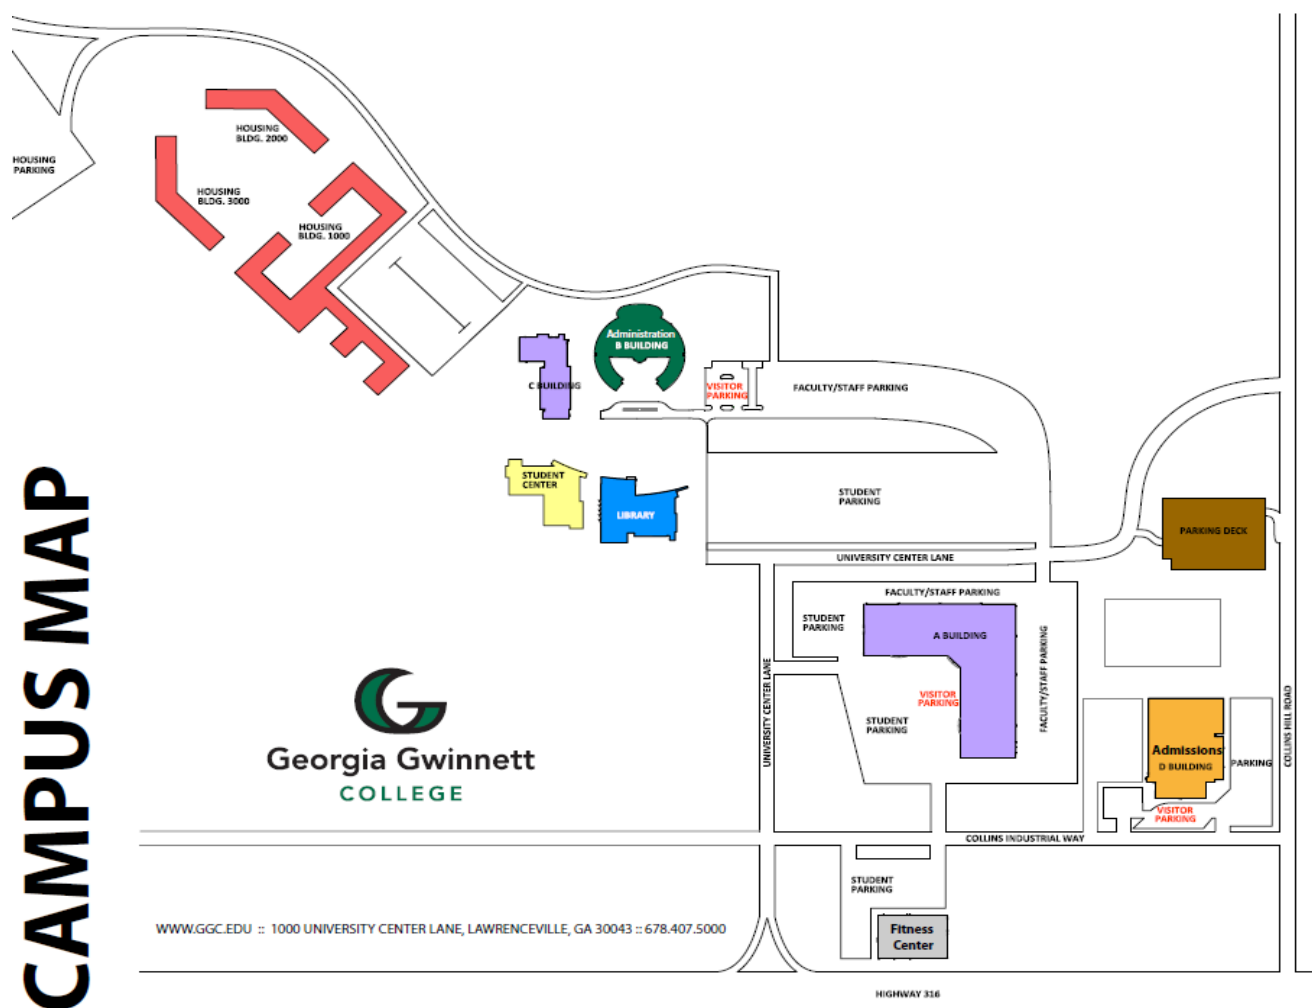 HOUSING
BLDG. 2000
HOUSING
PARKING
HOUSING
BLDG. 3000
HOUSING
BLDG. 1000
Administration
B BUILDING
C BUILDING
VISITOR
PARKING
FACULTY/STAFF PARKING
STUDENT
CENTER
LIBRARY
STUDENT
PARKING
PARKING DECK
UNIVERSITY CENTER LANE
FACULTY/STAFF PARKING
STUDENT
PARKING
A BUILDING
FACULTY/STAFF PARKING
VISITOR
PARKING
STUDENT
PARKING
UNIVERSITY CENTER LANE
COLLINS HILL ROAD
Admissions
D BUILDING
PARKING
VISITOR
PARKING
CAMPUS MAP
Georgia Gwinnett
COLLEGE
COLLINS INDUSTRIAL WAY
STUDENT
PARKING
WWW.GGC.EDU :: 1000 UNIVERSITY CENTER LANE, LAWRENCEVILLE, GA 30043 :: 678.407.5000
Fitness
Center
HIGHWAY 316